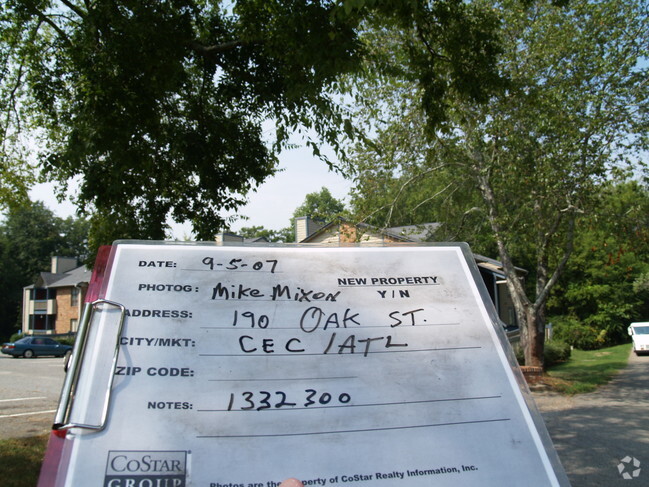 DATE: 9-5-07
NEW PROPERTY
PHOTOG: Mike Mixon Y/N
ADDRESS: 190 OAK ST.
CITY/MKT: CEC/ATL
ZIP CODE:
NOTES: 1332300
COSTAR
GROUP
Photos are the property of CoStar Realty Information, Inc.